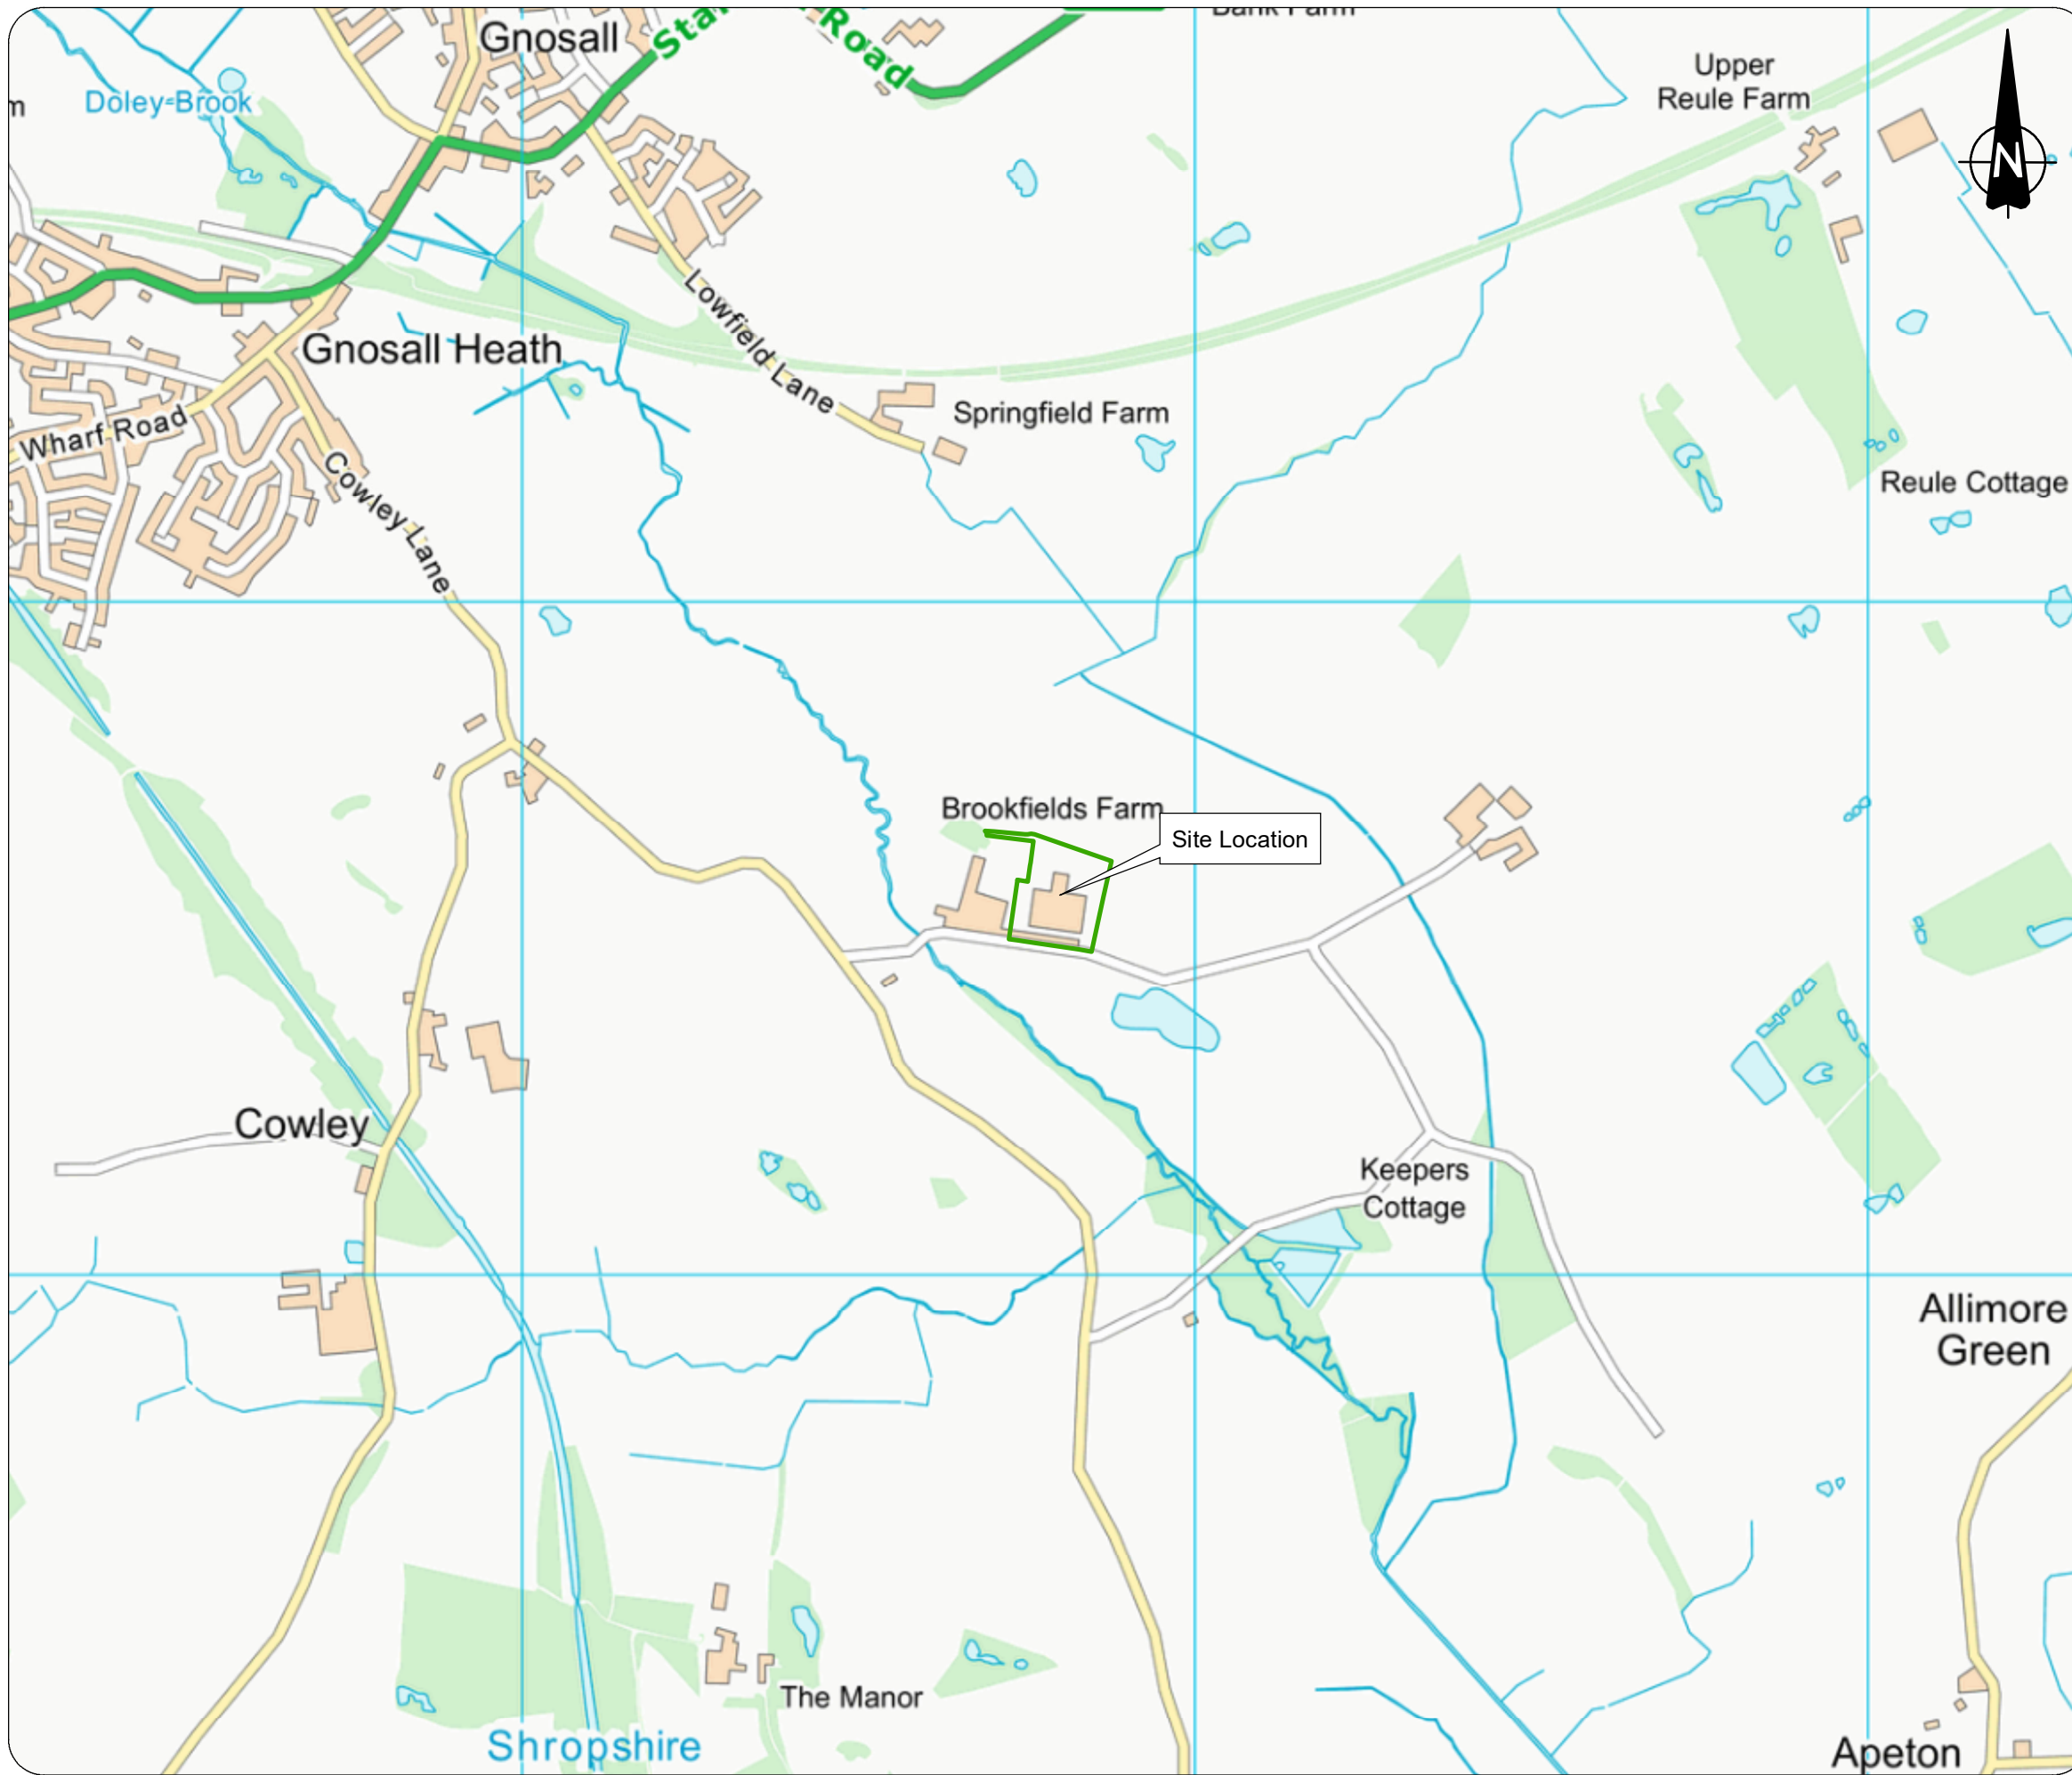 Gnosall
Road
Upper
Reule Farm
N
Doley Brook
m
Lowfield Lane
Gnosall Heath
Springfield Farm
Wharf Road
Cowley Lane
Reule Cottage
Brookfields Farm
Site Location
Cowley
Keepers
Cottage
Allimore
Green
The Manor
Shropshire
Apeton